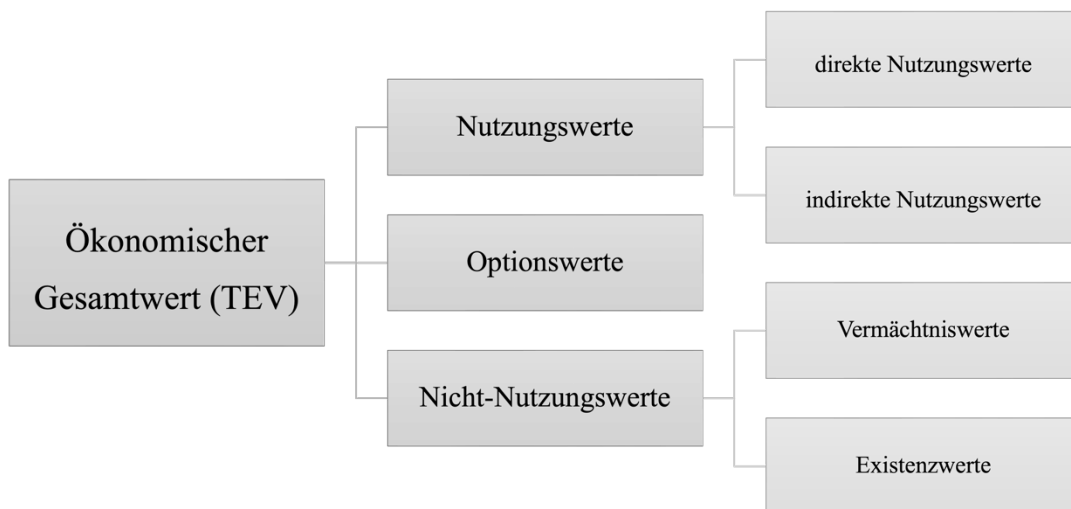 Ökonomischer
Gesamtwert (TEV)
Nutzungswerte
direkte Nutzungswerte
indirekte Nutzungswerte
Optionswerte
Nicht-Nutzungswerte
Vermächtniswerte
Existenzwerte